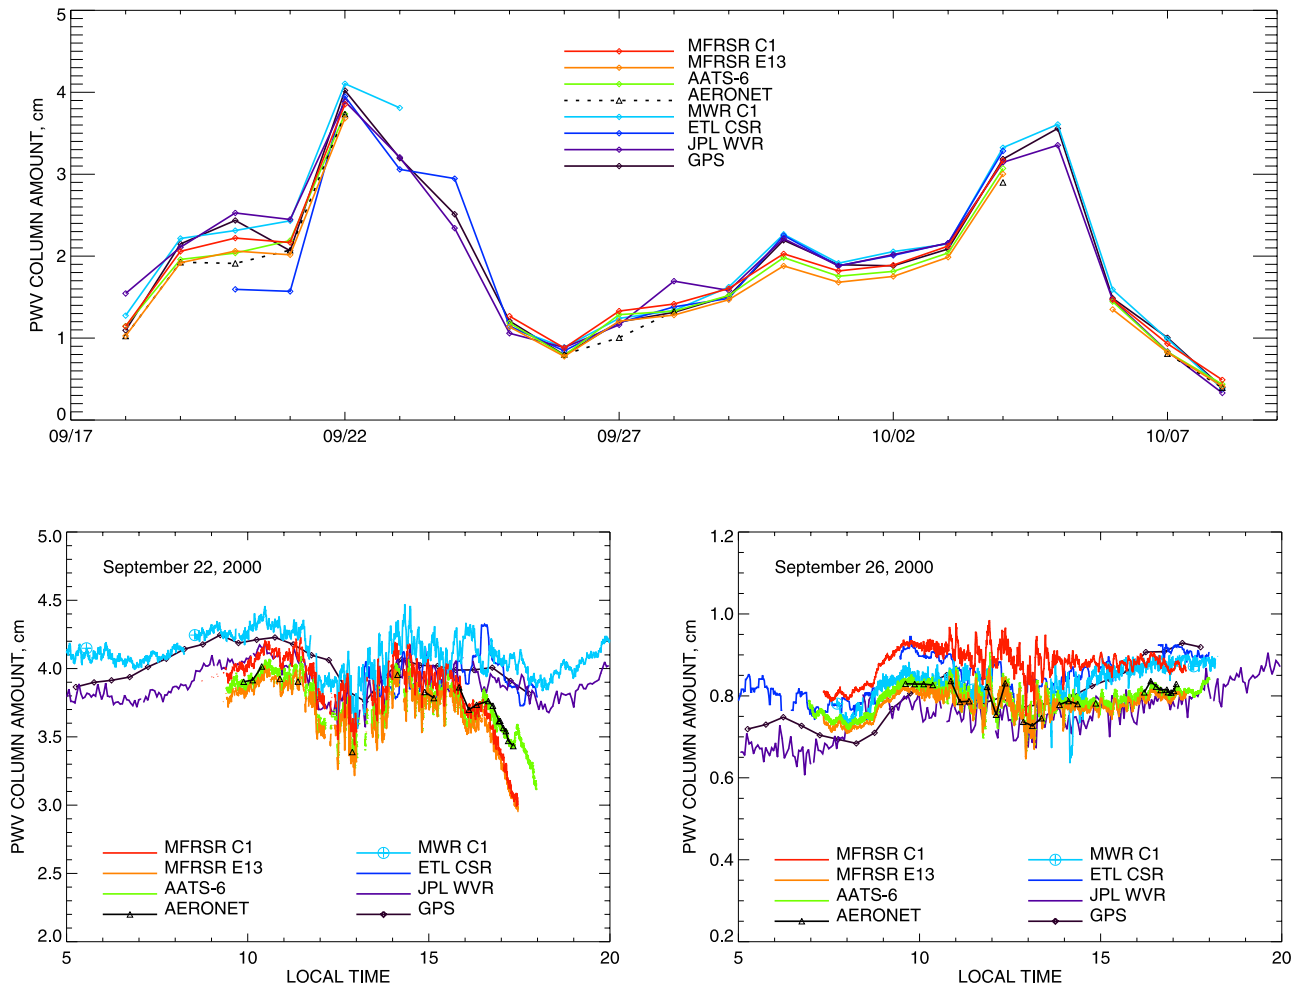 5
4
3
2
1
0
PWV COLUMN AMOUNT, cm
MFRSR C1
MFRSR E13
AATS-6
AERONET
MWR C1
ETL CSR
JPL WVR
GPS
09/17 09/22 09/27 10/02 10/07
5.0
4.5
4.0
3.5
3.0
2.5
2.0
PWV COLUMN AMOUNT, cm
September 22, 2000
MFRSR C1 MWR C1
MFRSR E13 ETL CSR
AATS-6 JPL WVR
AERONET GPS
5 10 15 20
LOCAL TIME
1.2
1.0
0.8
0.6
0.4
0.2
PWV COLUMN AMOUNT, cm
September 26, 2000
MFRSR C1 MWR C1
MFRSR E13 ETL CSR
AATS-6 JPL WVR
AERONET GPS
5 10 15 20
LOCAL TIME